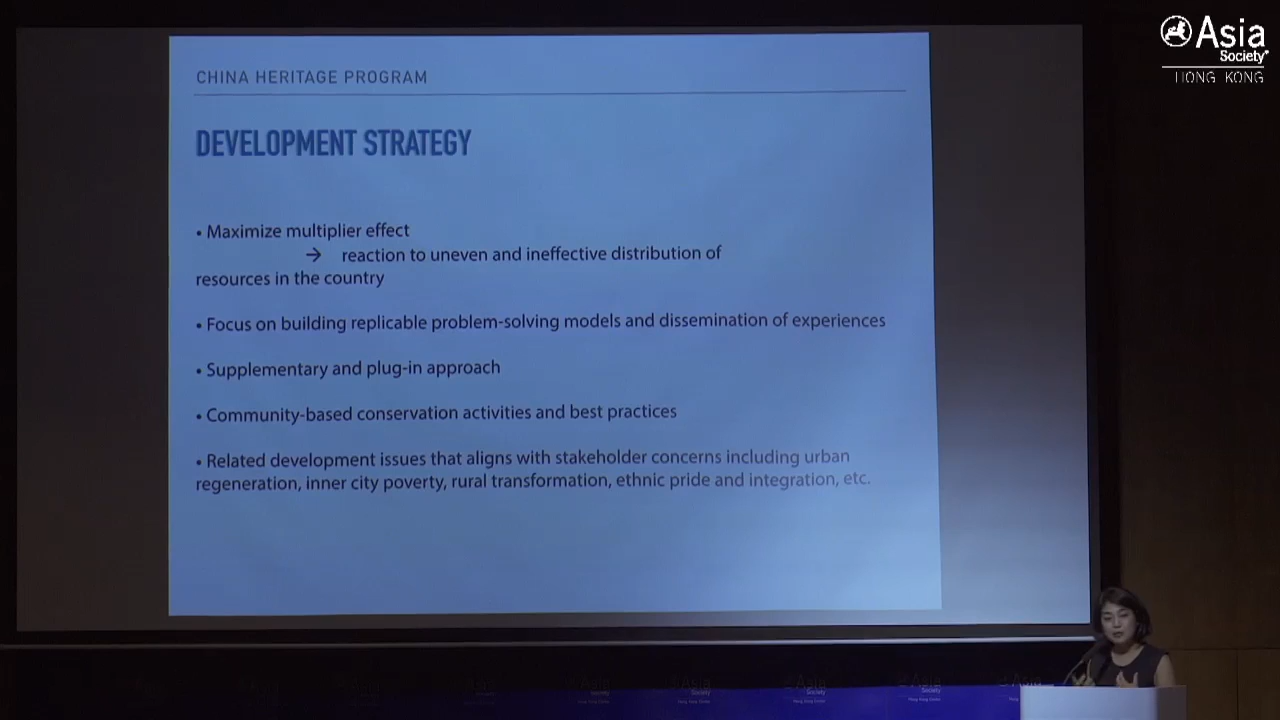 Asia
Society
HONG KONG
CHINA HERITAGE PROGRAM
DEVELOPMENT STRATEGY
• Maximize multiplier effect
→ reaction to uneven and ineffective distribution of
resources in the country
• Focus on building replicable problem-solving models and dissemination of experiences
• Supplementary and plug-in approach
• Community-based conservation activities and best practices
• Related development issues that aligns with stakeholder concerns including urban
regeneration, inner city poverty, rural transformation, ethnic pride and integration, etc.